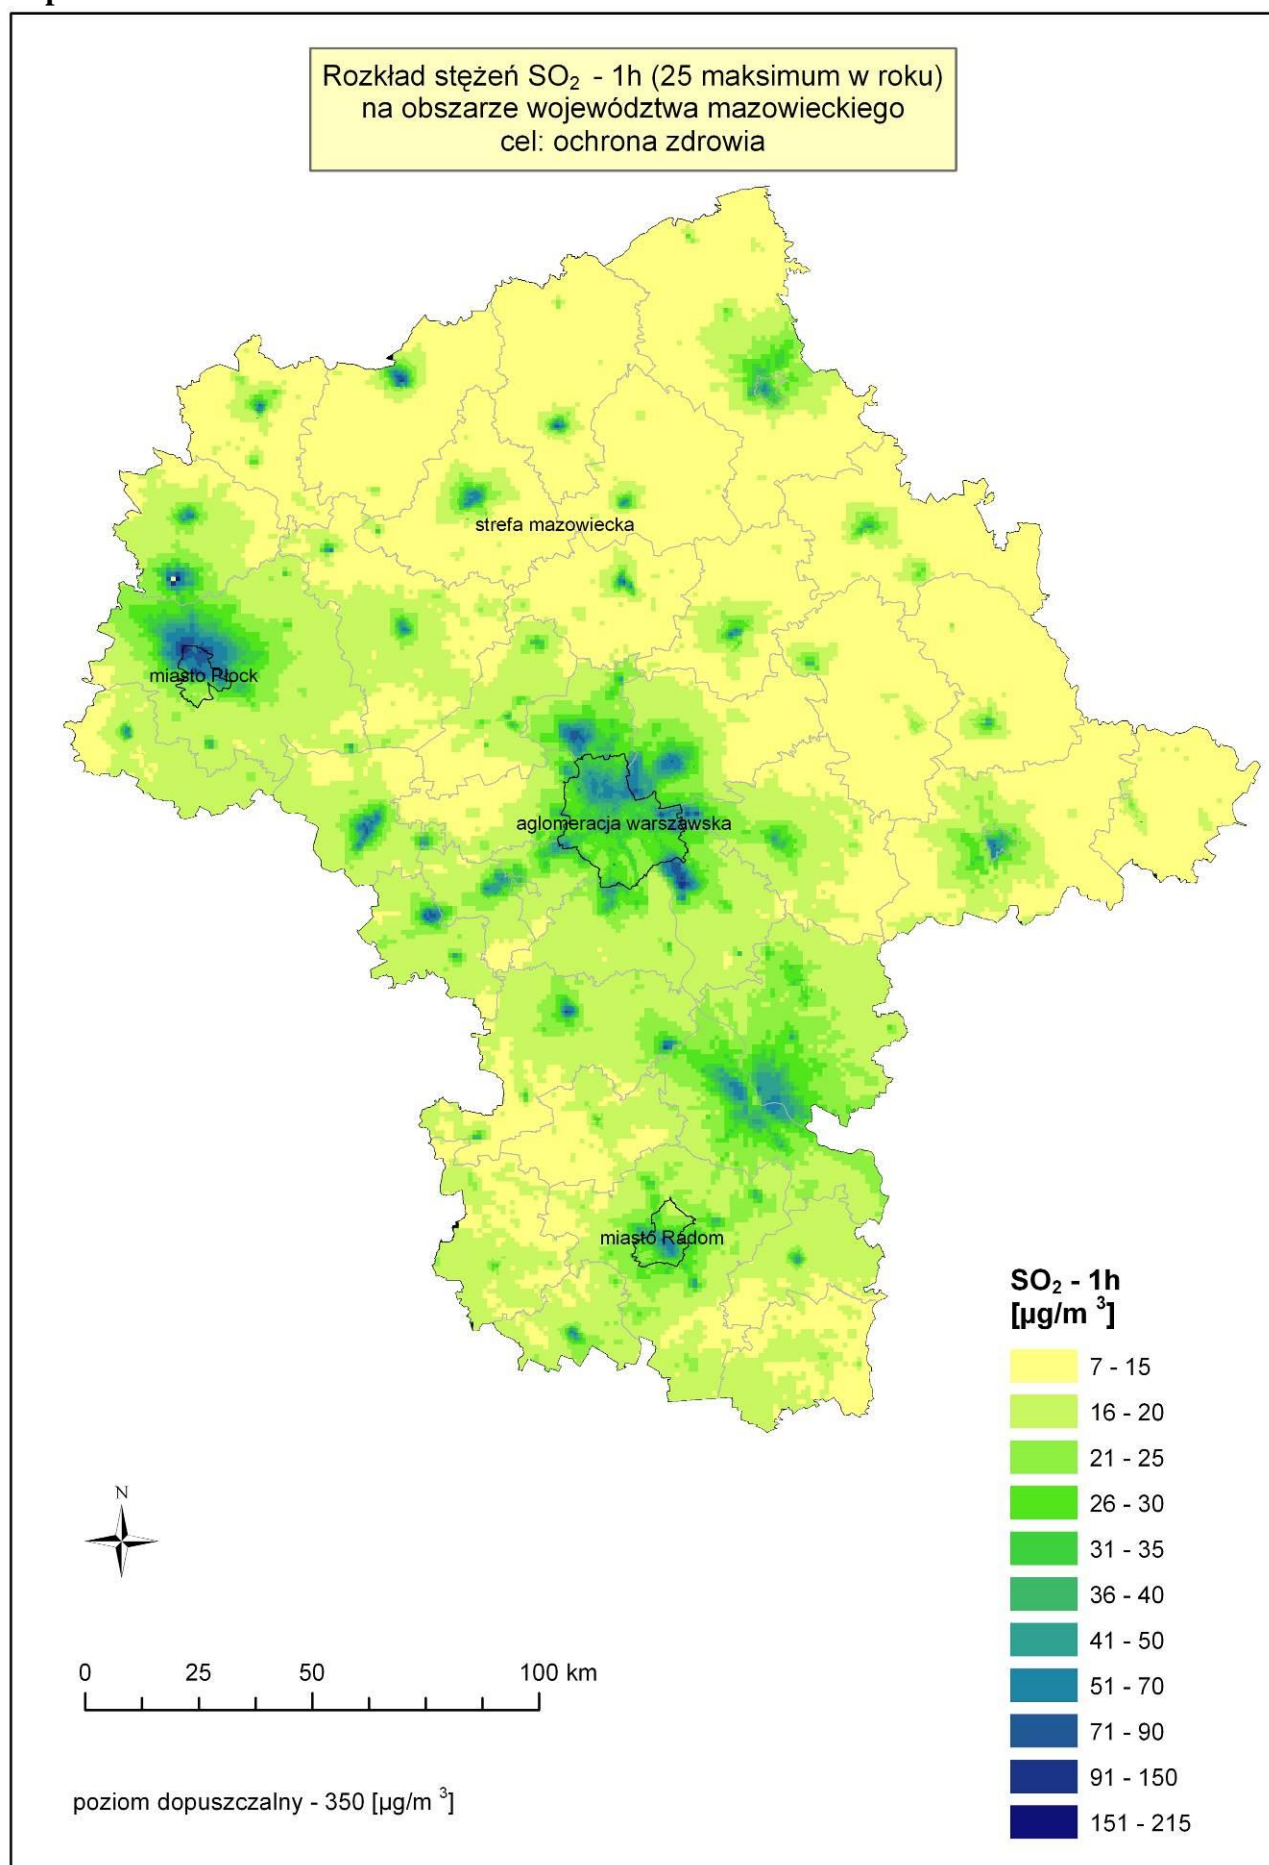 Rozkład stężeń SO₂ - 1h (25 maksimum w roku)
na obszarze województwa mazowieckiego
cel: ochrona zdrowia
strefa mazowiecka
miasto Płock
aglomeracja warszawska
miasto Radom
SO₂ - 1h
[µg/m ³]
7 - 15
16 - 20
21 - 25
26 - 30
31 - 35
36 - 40
41 - 50
51 - 70
71 - 90
91 - 150
151 - 215
N
0 25 50 100 km
poziom dopuszczalny - 350 [µg/m ³]